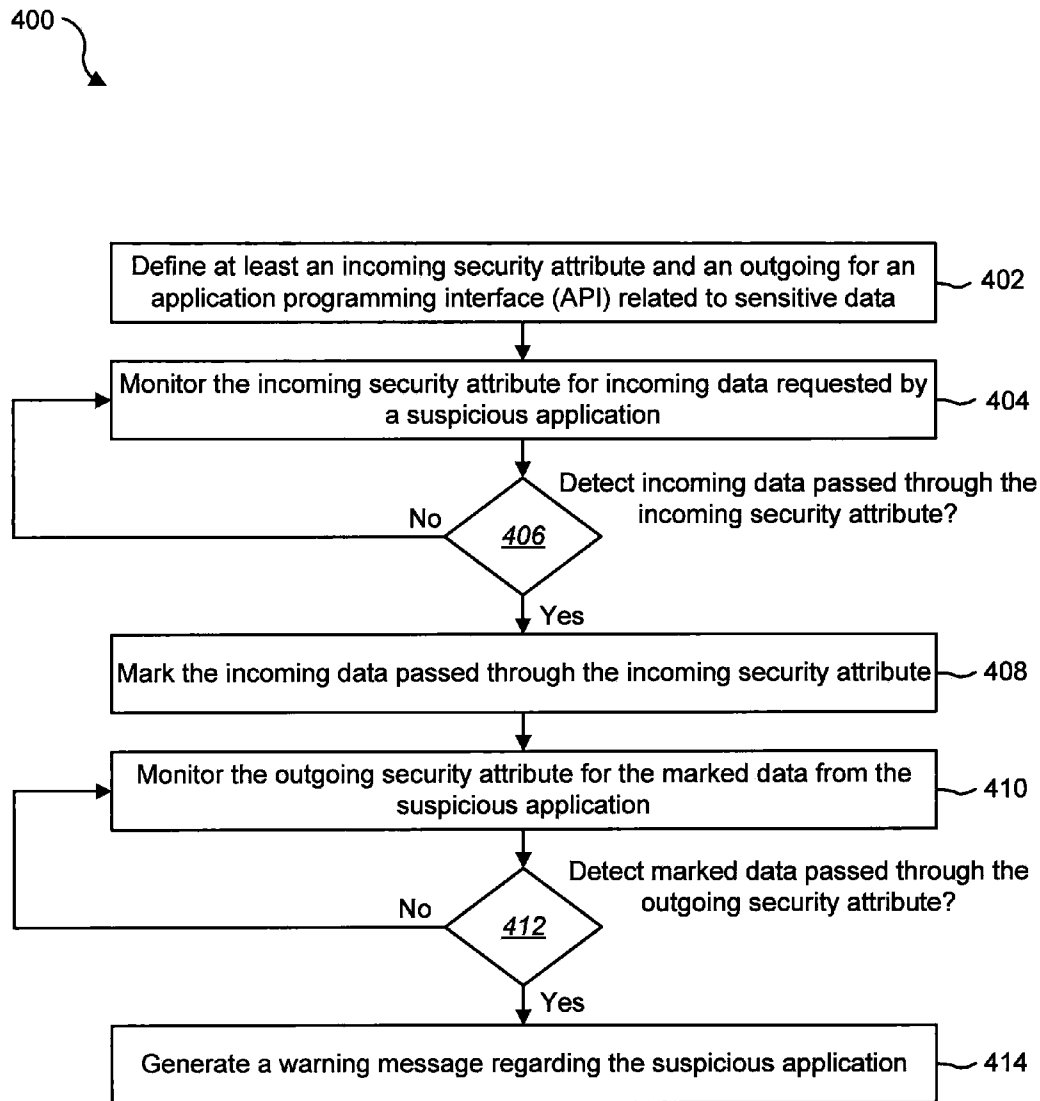 400
Define at least an incoming security attribute and an outgoing for an
application programming interface (API) related to sensitive data
402
Monitor the incoming security attribute for incoming data requested by
a suspicious application
404
Detect incoming data passed through the
incoming security attribute?
No
406
Yes
Mark the incoming data passed through the incoming security attribute
408
Monitor the outgoing security attribute for the marked data from the
suspicious application
410
Detect marked data passed through the
outgoing security attribute?
No
412
Yes
Generate a warning message regarding the suspicious application
414